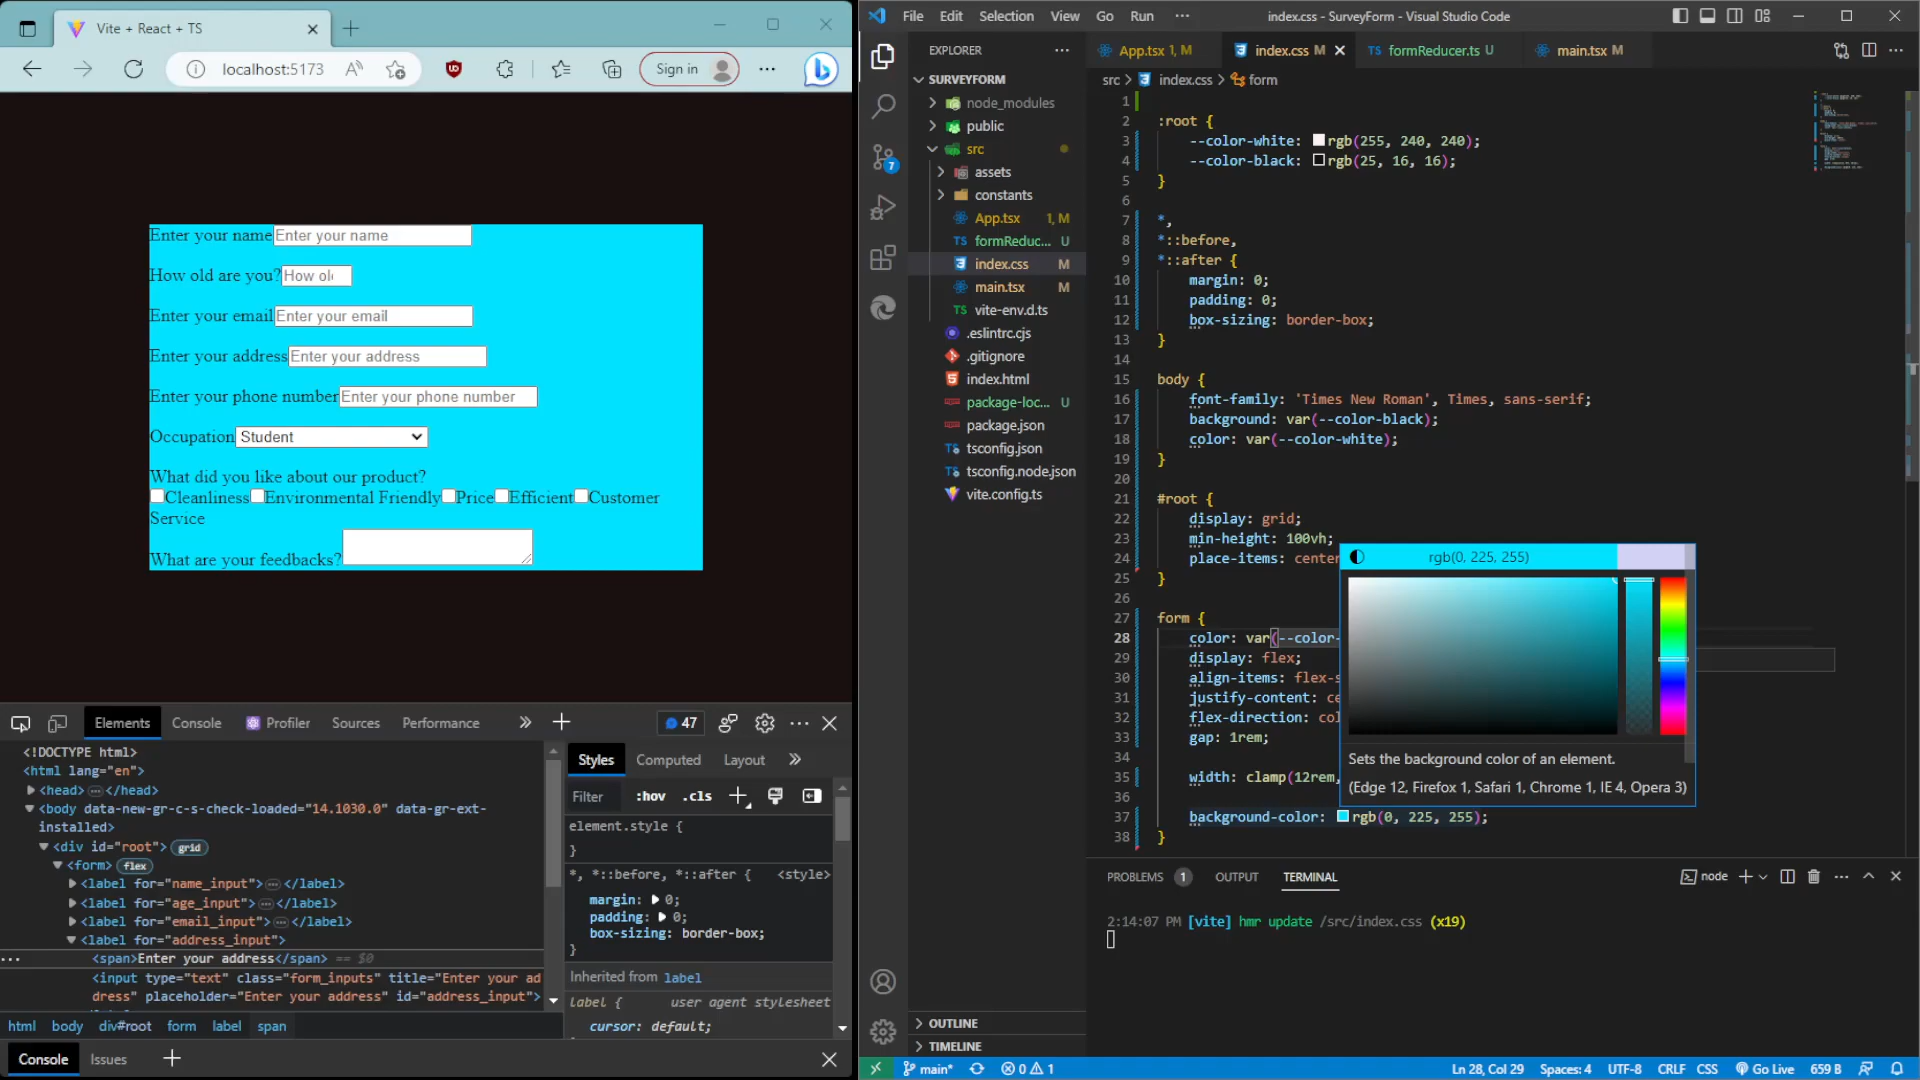 Vite + React + TS
localhost:5173
Sign in
Enter your name Enter your name
How old are you? How ol
Enter your email Enter your email
Enter your address Enter your address
Enter your phone number Enter your phone number
Occupation Student
What did you like about our product?
Cleanliness Environmental Friendly Price Efficient Customer
Service
What are your feedbacks?
Elements Console Profiler Sources Performance 47
<!DOCTYPE html>
<html lang="en">
<head> </head>
<body data-new-gr-c-s-check-loaded="14.1030.0" data-gr-ext-
installed>
<div id="root"> grid
<form> flex
<label for="name_input"> </label>
<label for="age_input"> </label>
<label for="email_input"> </label>
<label for="address_input">
<span>Enter your address</span> == $0
<input type="text" class="form_inputs" title="Enter your ad
dress" placeholder="Enter your address" id="address_input">
html body div#root form label span
Styles Computed Layout
Filter :hov .cls
element.style {
}
*, *::before, *::after { <style>
margin: 0;
padding: 0;
box-sizing: border-box;
}
Inherited from label
label { user agent stylesheet
cursor: default;
Console Issues
File Edit Selection View Go Run ··· index.css - SurveyForm - Visual Studio Code
EXPLORER
SURVEYFORM
node_modules
public
src
assets
constants
App.tsx 1, M
formReduc... U
index.css M
main.tsx M
vite-env.d.ts
.eslintrc.cjs
.gitignore
index.html
package-loc... U
package.json
tsconfig.json
tsconfig.node.json
vite.config.ts
OUTLINE
TIMELINE
App.tsx 1, M index.css M formReducer.ts U main.tsx M
src > index.css > form
1
2 :root {
3 --color-white: rgb(255, 240, 240);
4 --color-black: rgb(25, 16, 16);
5 }
6
7 *,
8 *::before,
9 *::after {
10 margin: 0;
11 padding: 0;
12 box-sizing: border-box;
13 }
14
15 body {
16 font-family: 'Times New Roman', Times, sans-serif;
17 background: var(--color-black);
18 color: var(--color-white);
19 }
20
21 #root {
22 display: grid;
23 min-height: 100vh;
24 place-items: center
25 }
26
27 form {
28 color: var(--color-
29 display: flex;
30 align-items: flex-s
31 justify-content: ce
32 flex-direction: col
33 gap: 1rem;
34
35 width: clamp(12rem,
36
37 background-color: rgb(0, 225, 255);
38 }
rgb(0, 225, 255)
Sets the background color of an element.
(Edge 12, Firefox 1, Safari 1, Chrome 1, IE 4, Opera 3)
PROBLEMS 1 OUTPUT TERMINAL node
2:14:07 PM [vite] hmr update /src/index.css (x19)
7
main* 0 1 Ln 28, Col 29 Spaces: 4 UTF-8 CRLF CSS Go Live 659 B